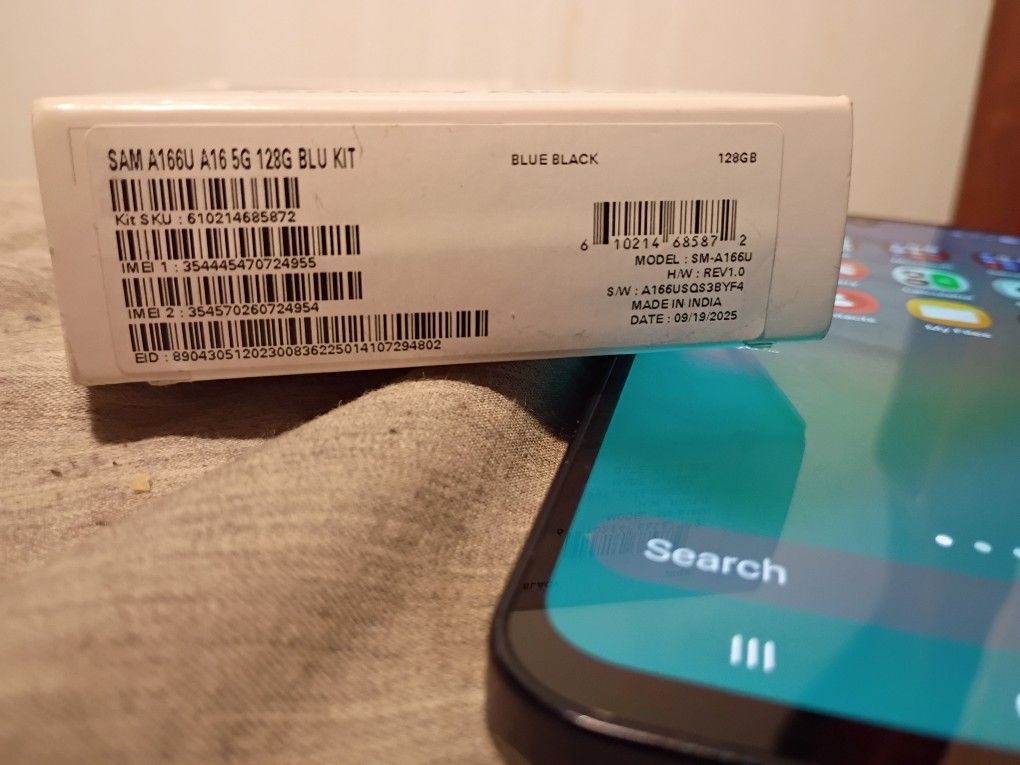 SAM A166U A16 5G 128G BLU KIT
BLUE BLACK
128GB
Kit SKU : 610214685872
IMEI 1 : 354445470724955
IMEI 2 : 354570260724954
EID : 89043051202300836225014107294802
6 10214 68587 2
MODEL : SM-A166U
H/W : REV1.0
S/W : A166USQS3BYF4
MADE IN INDIA
DATE : 09/19/2025
My Files
Search